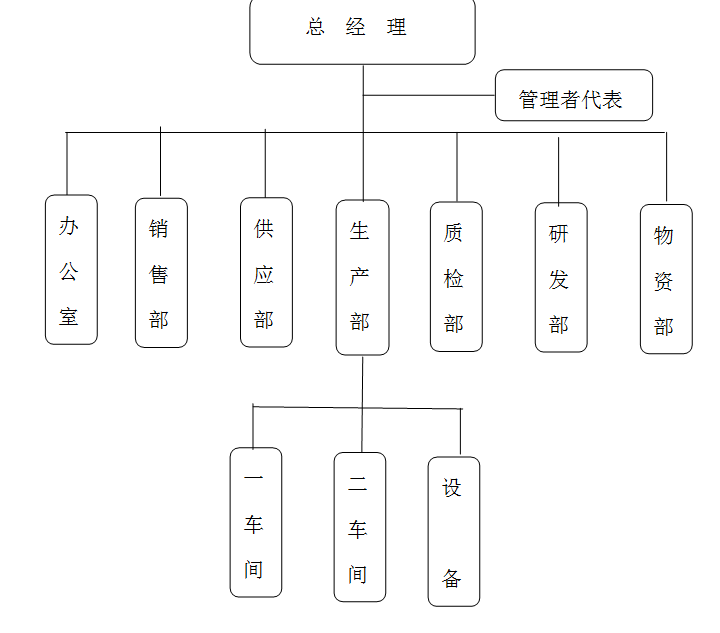 总经理
管理者代表
办公室
销售部
供应部
生产部
质检部
研发部
物资部
一车间
二车间
设备